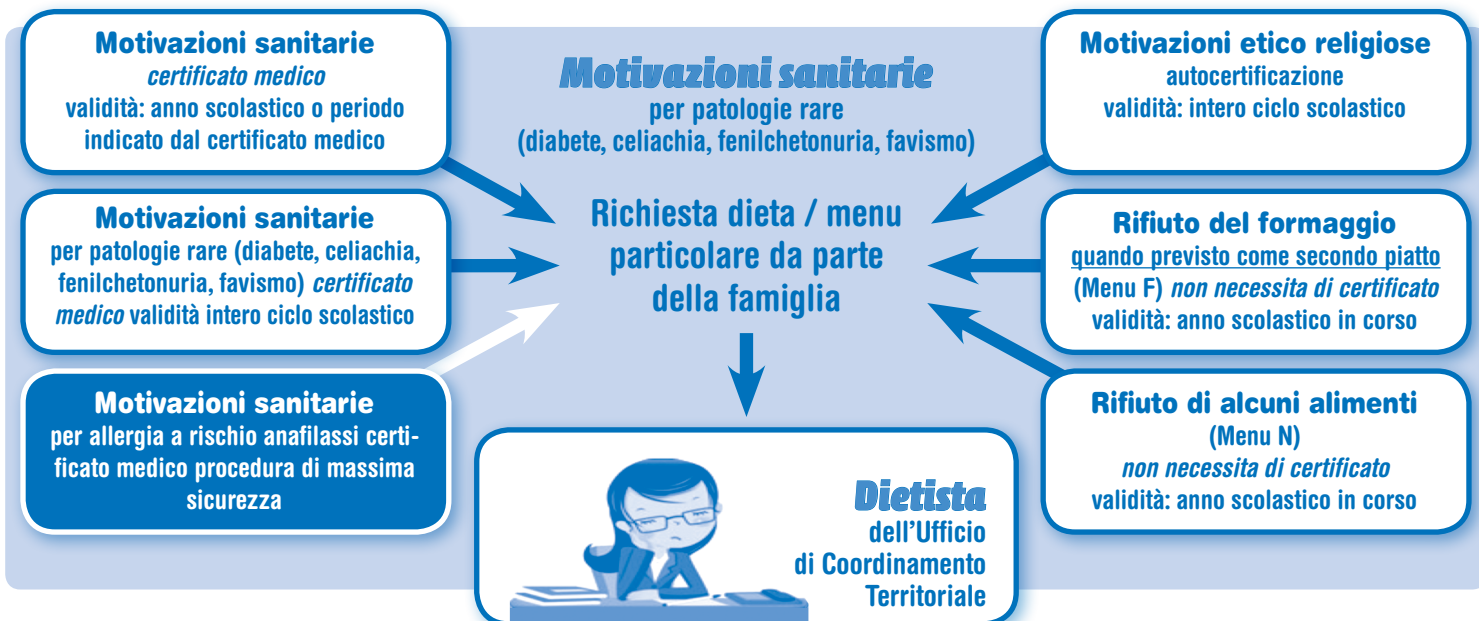 Motivazioni sanitarie
certificato medico
validità: anno scolastico o periodo
indicato dal certificato medico
Motivazioni sanitarie
per patologie rare (diabete, celiachia,
fenilchetonuria, favismo) certificato
medico validità intero ciclo scolastico
Motivazioni sanitarie
per allergia a rischio anafilassi certi-
ficato medico procedura di massima
sicurezza
Motivazioni sanitarie
per patologie rare
(diabete, celiachia, fenilchetonuria, favismo)
Richiesta dieta / menu
particolare da parte
della famiglia
Motivazioni etico religiose
autocertificazione
validità: intero ciclo scolastico
Rifiuto del formaggio
quando previsto come secondo piatto
(Menu F) non necessita di certificato
validità: anno scolastico in corso
Rifiuto di alcuni alimenti
(Menu N)
non necessita di certificato
validità: anno scolastico in corso
Dietista
dell'Ufficio
di Coordinamento
Territoriale